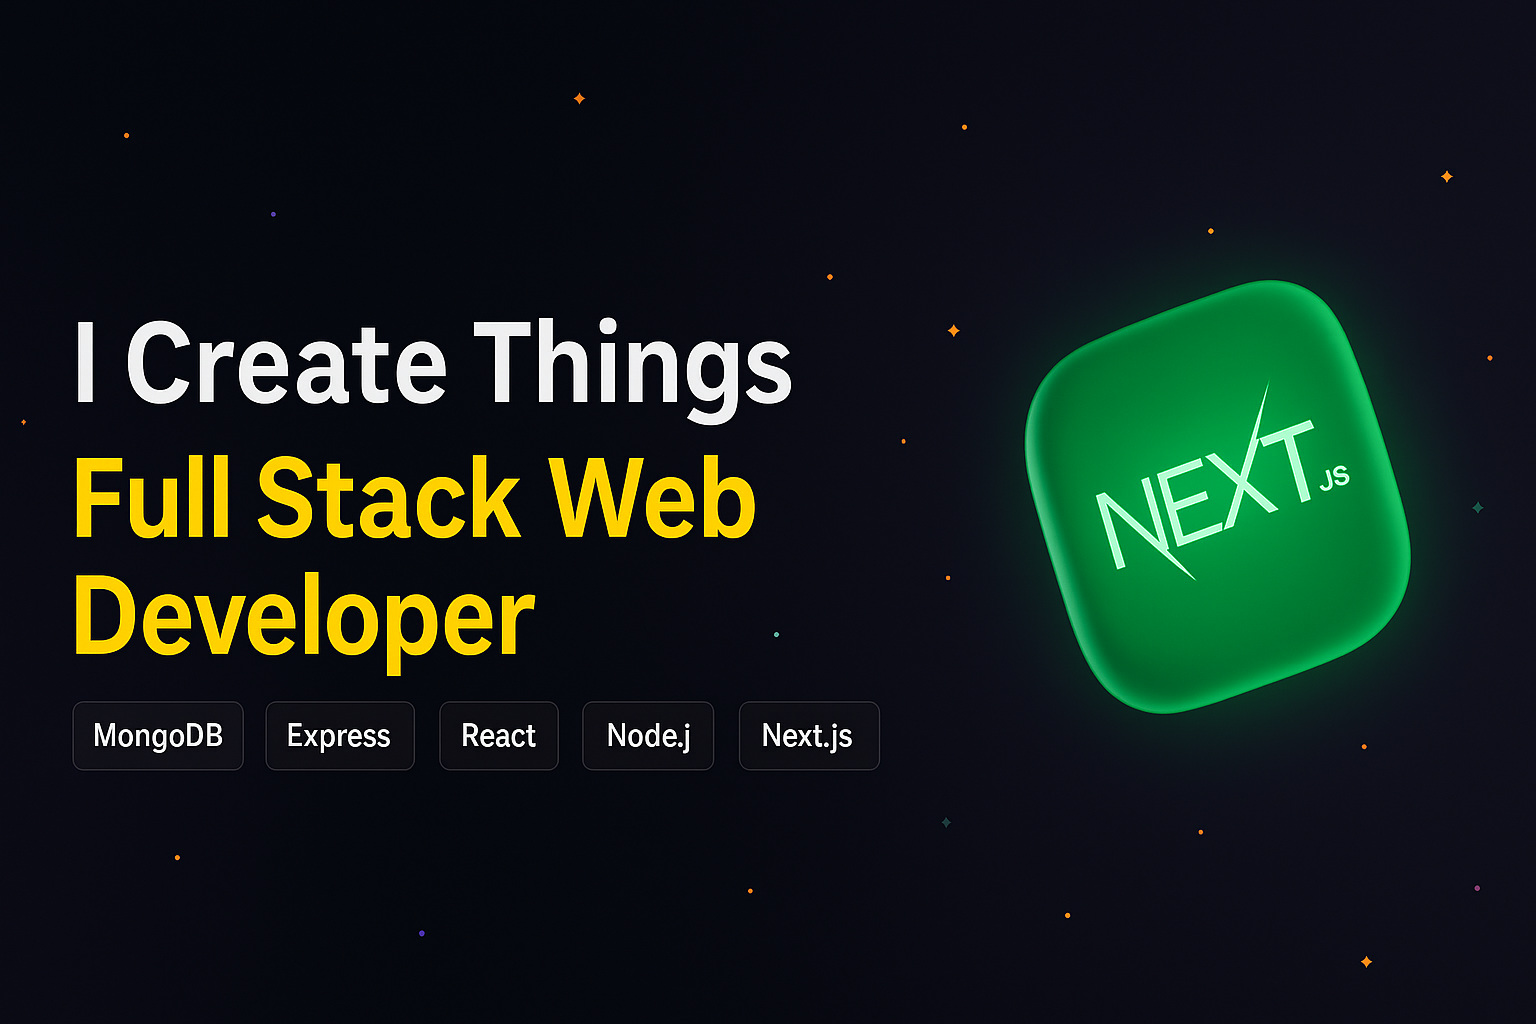 I Create Things
Full Stack Web
Developer
MongoDB
Express
React
Node.j
Next.js
NEXT.JS